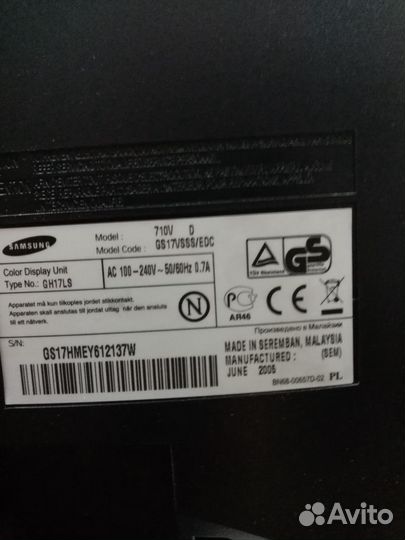 SAMSUNG
Model : 710V D
Model Code : GS17VSSS/EDC
Color Display Unit
Type No.: GH17LS
AC 100-240V~50/60Hz 0.7A
Apparatet må kun tilkoples jordet stikkontakt.
Apparaten skall anslutas till jordat uttag när den ansluts
till ett nätverk.
N
GS
PC
AR46
S/N:
GS17HMEY612137W
Произведено в Малайзии
MADE IN SEREMBAN, MALAYSIA
MANUFACTURED : (SEM)
JUNE 2006
BN68-00657D-02 PL
Avito